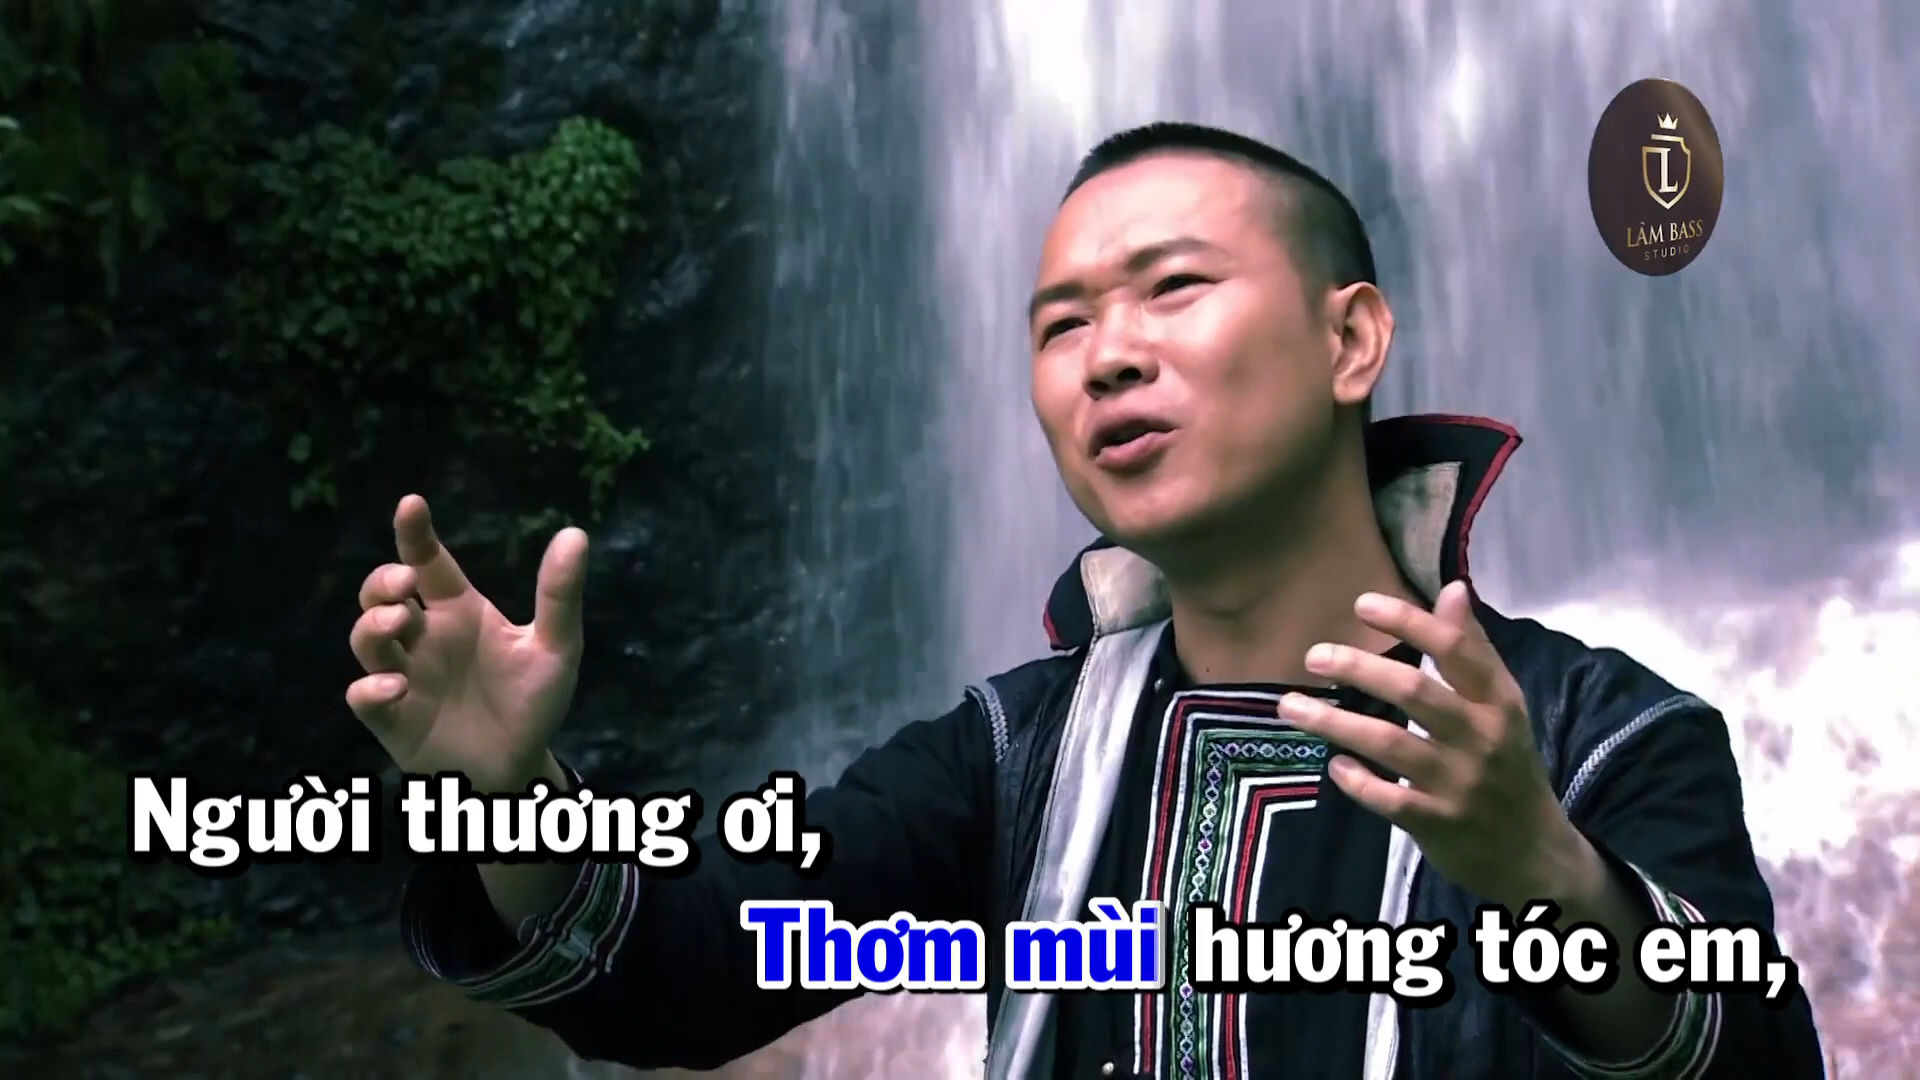 L
LÂM BASS
STUDIO
Người thương ơi,
Thơm mùi hương tóc em,